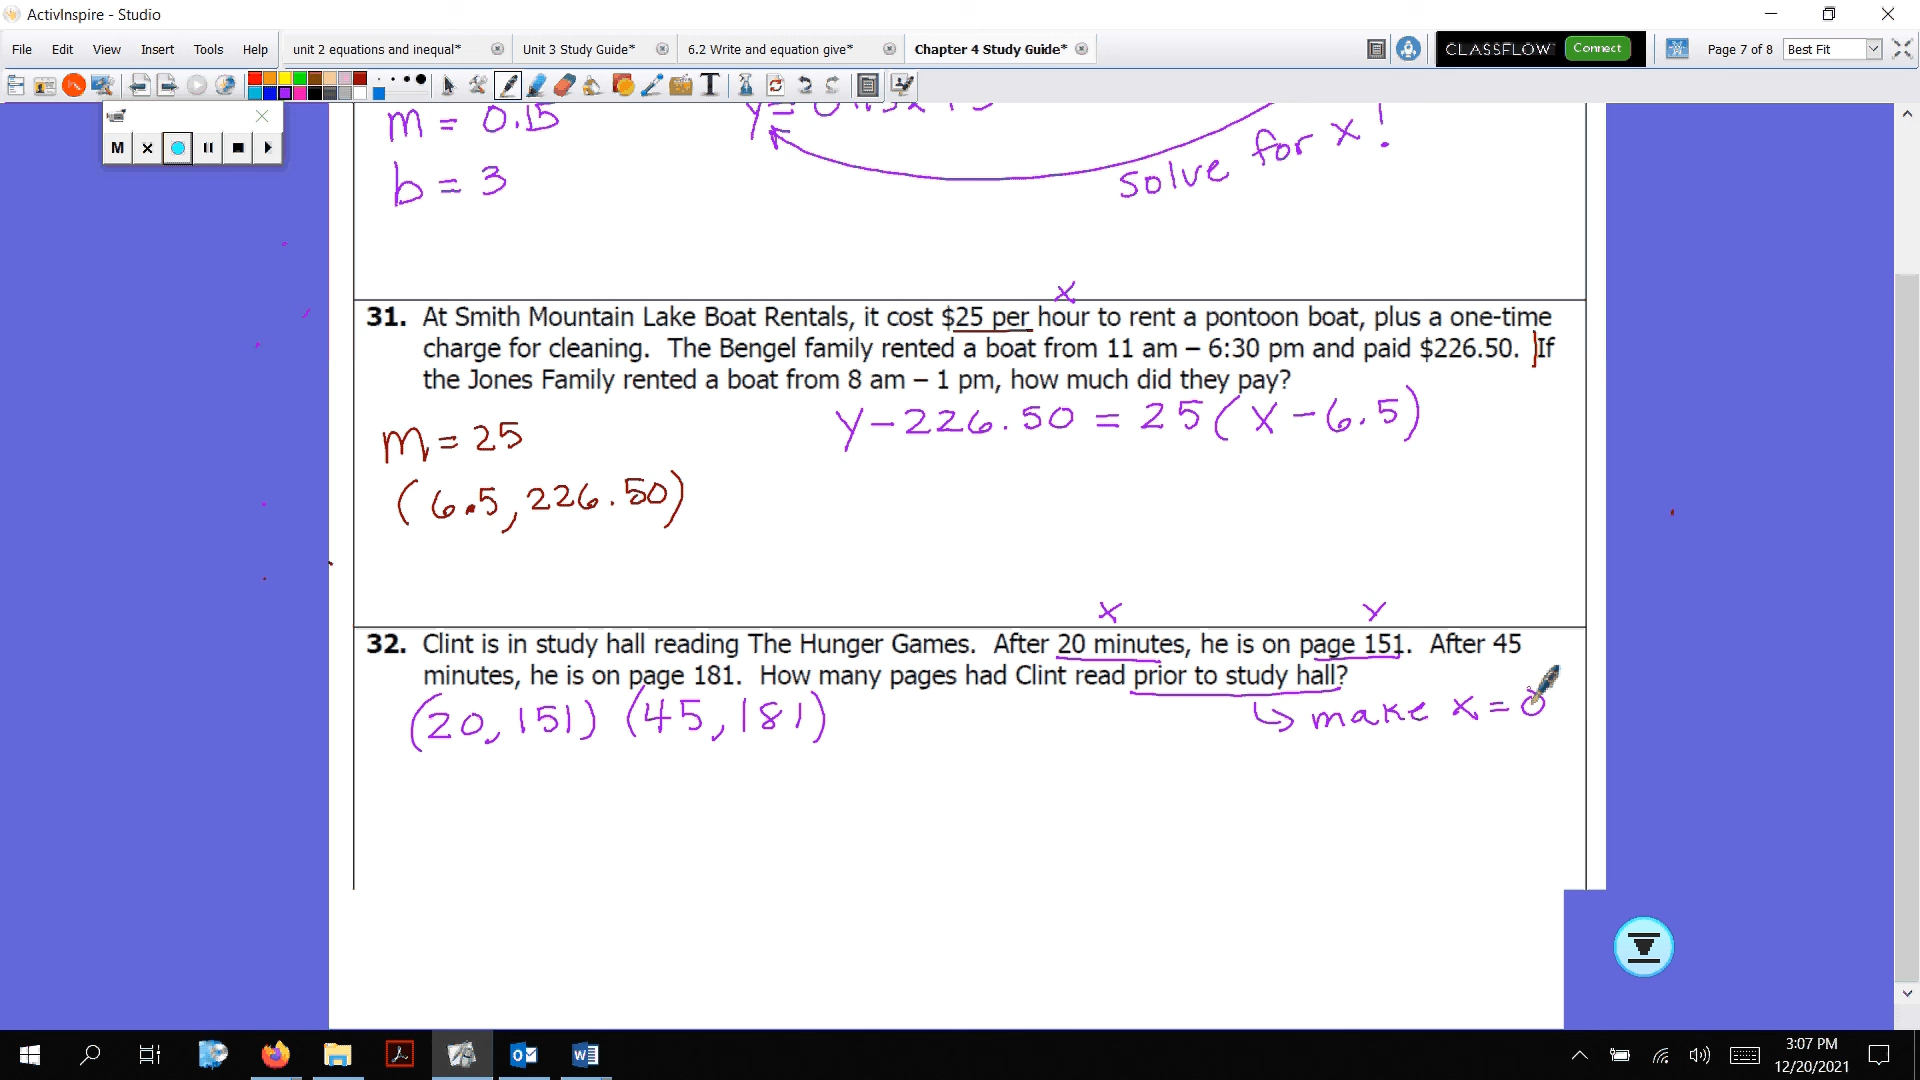 ActivInspire - Studio
File Edit View Insert Tools Help
unit 2 equations and inequal*
Unit 3 Study Guide*
6.2 Write and equation give*
Chapter 4 Study Guide*
CLASSFLOW Connect
Page 7 of 8
Best Fit
M
m = 0.15
b = 3
solve for x!
x
31. At Smith Mountain Lake Boat Rentals, it cost $25 per hour to rent a pontoon boat, plus a one-time
charge for cleaning. The Bengel family rented a boat from 11 am – 6:30 pm and paid $226.50. If
the Jones Family rented a boat from 8 am – 1 pm, how much did they pay?
y - 226.50 = 25(x - 6.5)
m = 25
(6.5, 226.50)
x y
32. Clint is in study hall reading The Hunger Games. After 20 minutes, he is on page 151. After 45
minutes, he is on page 181. How many pages had Clint read prior to study hall?
(20, 151) (45, 181)
make x = 0
3:07 PM
12/20/2021